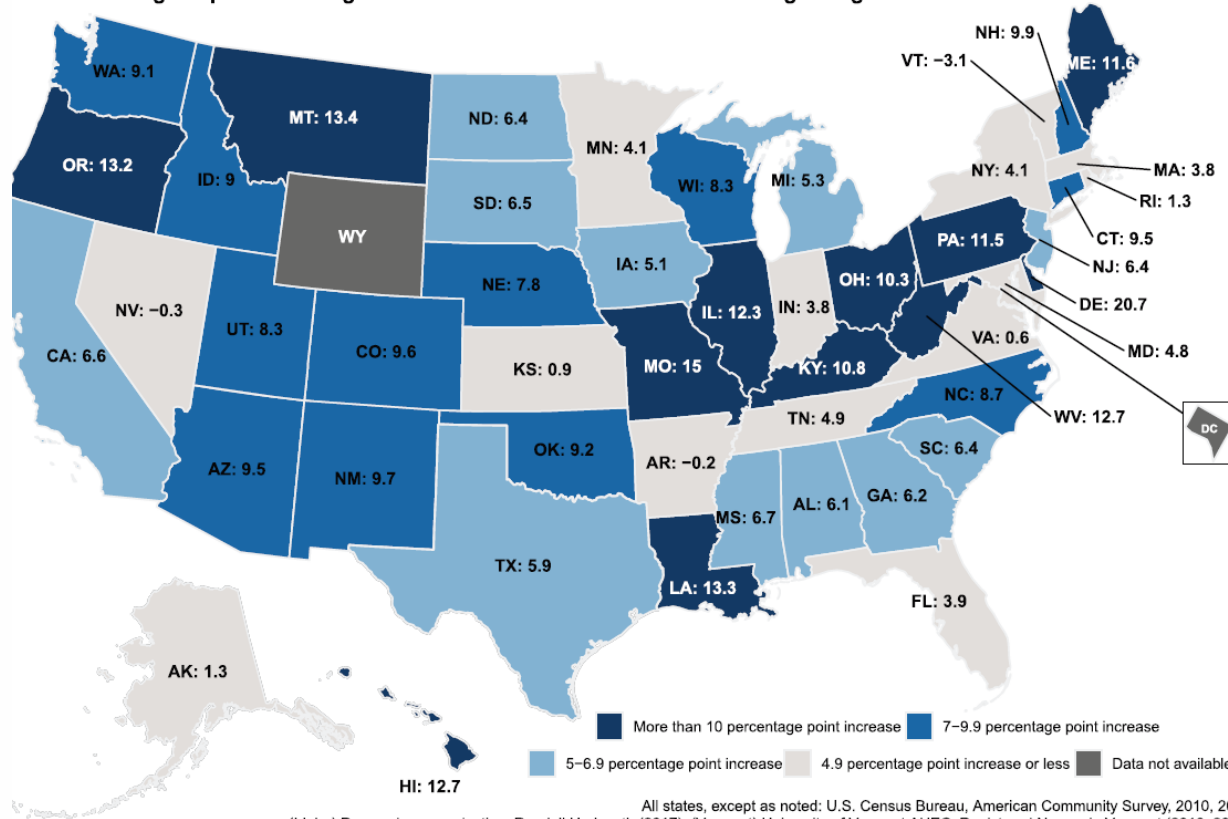 NH: 9.9
VT: −3.1
ME: 11.6
WA: 9.1
MT: 13.4
ND: 6.4
MN: 4.1
OR: 13.2
ID: 9
WI: 8.3
MI: 5.3
NY: 4.1
MA: 3.8
SD: 6.5
RI: 1.3
WY
PA: 11.5
CT: 9.5
IA: 5.1
NJ: 6.4
NE: 7.8
OH: 10.3
NV: −0.3
IL: 12.3
IN: 3.8
DE: 20.7
UT: 8.3
VA: 0.6
CA: 6.6
CO: 9.6
MD: 4.8
KS: 0.9
MO: 15
KY: 10.8
NC: 8.7
WV: 12.7
TN: 4.9
DC
OK: 9.2
SC: 6.4
AZ: 9.5
AR: −0.2
NM: 9.7
GA: 6.2
MS: 6.7
AL: 6.1
TX: 5.9
LA: 13.3
FL: 3.9
AK: 1.3
More than 10 percentage point increase
7−9.9 percentage point increase
5−6.9 percentage point increase
4.9 percentage point increase or less
Data not available
HI: 12.7
All states, except as noted: U.S. Census Bureau, American Community Survey, 2010,